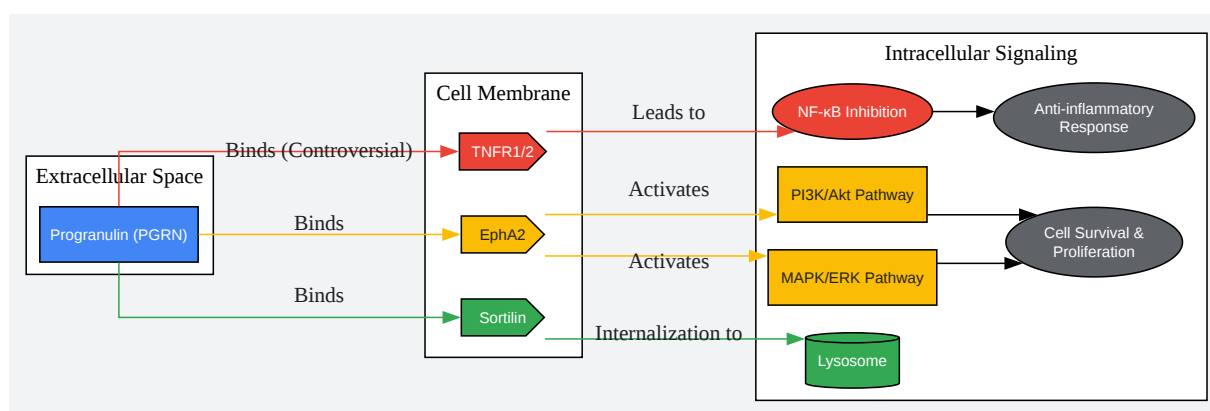 Extracellular Space
Progranulin (PGRN)
Binds (Controversial)
Binds
Binds
Cell Membrane
TNFR1/2
EphA2
Sortilin
Leads to
Activates
Activates
Internalization to
Intracellular Signaling
NF-κB Inhibition
Anti-inflammatory
Response
PI3K/Akt Pathway
MAPK/ERK Pathway
Cell Survival &
Proliferation
Lysosome